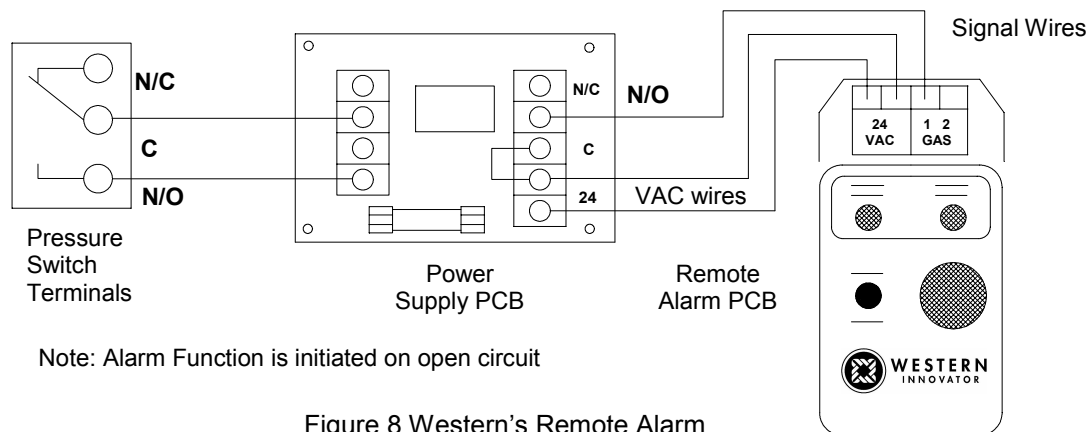 Signal Wires
N/C
C
N/O
Pressure
Switch
Terminals
N/C
C
24
Power
Supply PCB
N/O
VAC wires
Remote
Alarm PCB
24
VAC
1 2
GAS
WESTERN
INNOVATOR
Note: Alarm Function is initiated on open circuit
Figure 8 Western's Remote Alarm